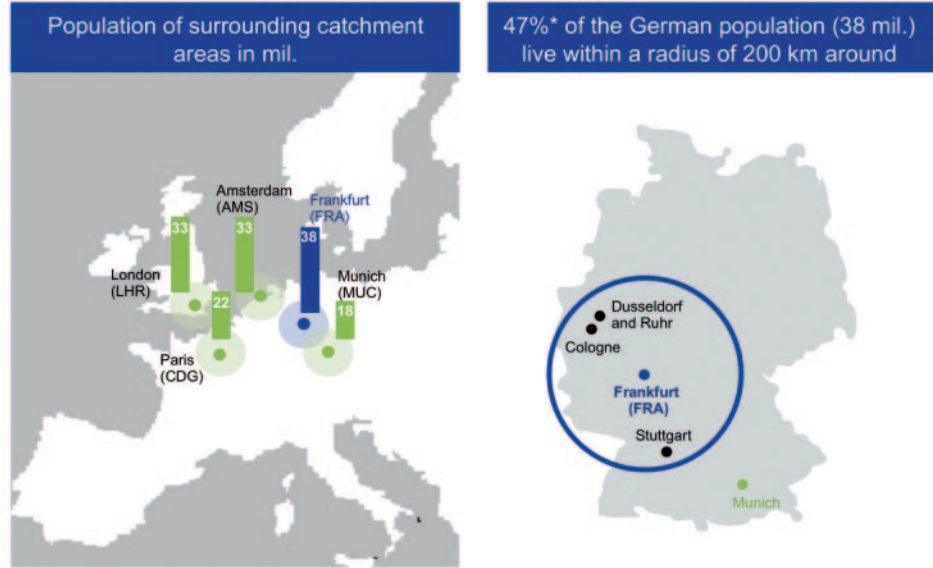 Population of surrounding catchment
areas in mil.
47%* of the German population (38 mil.)
live within a radius of 200 km around
Amsterdam
(AMS)
Frankfurt
(FRA)
33
33
38
London
(LHR)
Munich
(MUC)
22
18
Paris
(CDG)
Dusseldorf
and Ruhr
Cologne
Frankfurt
(FRA)
Stuttgart
Munich